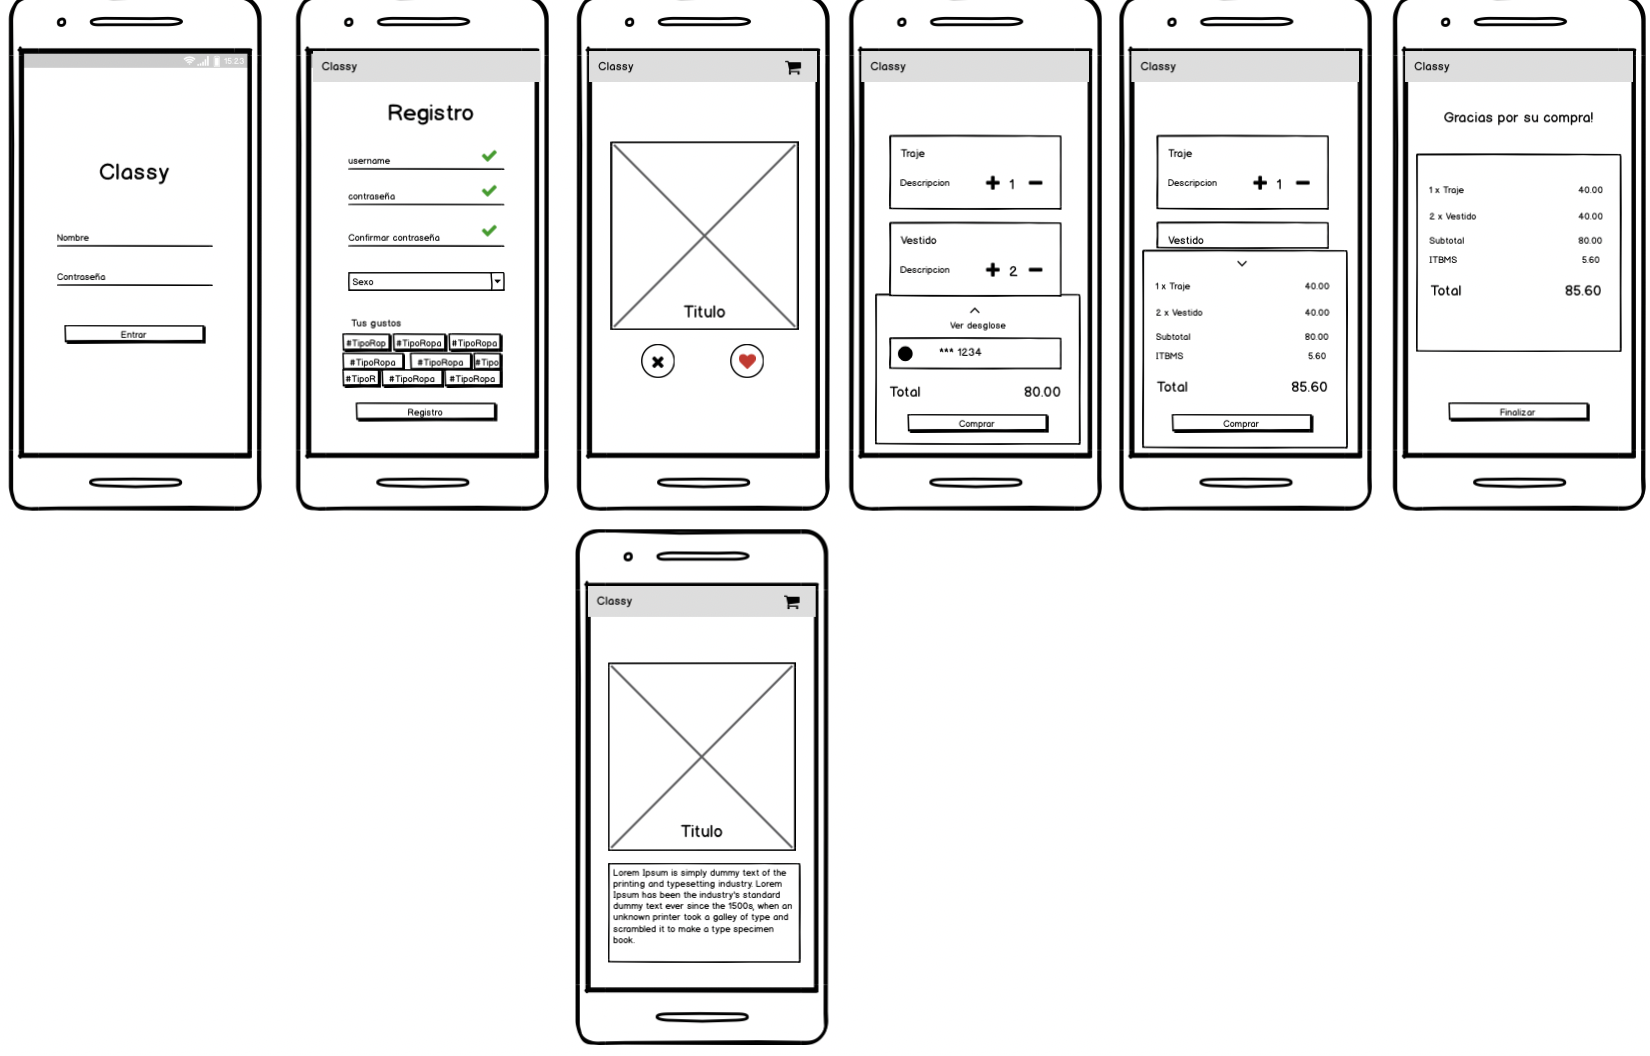 15:23
Classy
Nombre
Contraseña
Entrar
Classy
Registro
username
contraseña
Confirmar contraseña
Sexo
Tus gustos
#TipoRop #TipoRopa #TipoRopa
#TipoRopa #TipoRopa #Tipo
#TipoR #TipoRopa #TipoRopa
Registro
Classy
Titulo
Classy
Traje
Descripcion 1
Vestido
Descripcion 2
Ver desglose
*** 1234
Total 80.00
Comprar
Classy
Traje
Descripcion 1
Vestido
1 x Traje 40.00
2 x Vestido 40.00
Subtotal 80.00
ITBMS 5.60
Total 85.60
Comprar
Classy
Gracias por su compra!
1 x Traje 40.00
2 x Vestido 40.00
Subtotal 80.00
ITBMS 5.60
Total 85.60
Finalizar
Classy
Titulo
Lorem Ipsum is simply dummy text of the
printing and typesetting industry. Lorem
Ipsum has been the industry's standard
dummy text ever since the 1500s, when an
unknown printer took a galley of type and
scrambled it to make a type specimen
book.